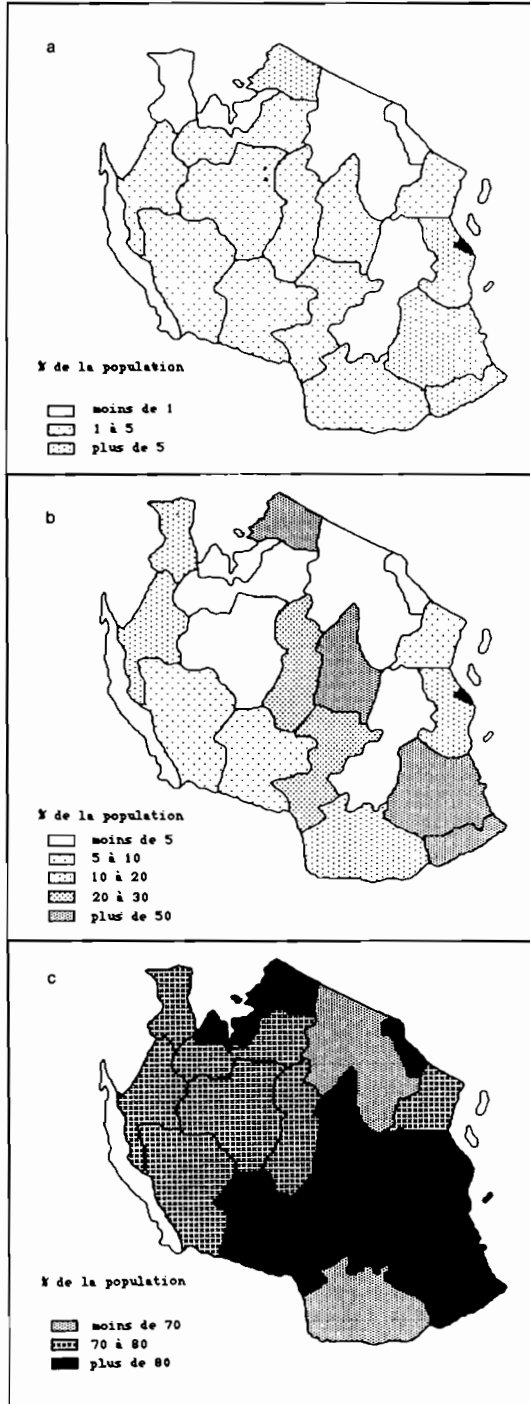 a
% de la population
moins de 1
1 à 5
plus de 5
b
% de la population
moins de 5
5 à 10
10 à 20
20 à 30
plus de 50
c
% de la population
moins de 70
70 à 80
plus de 80